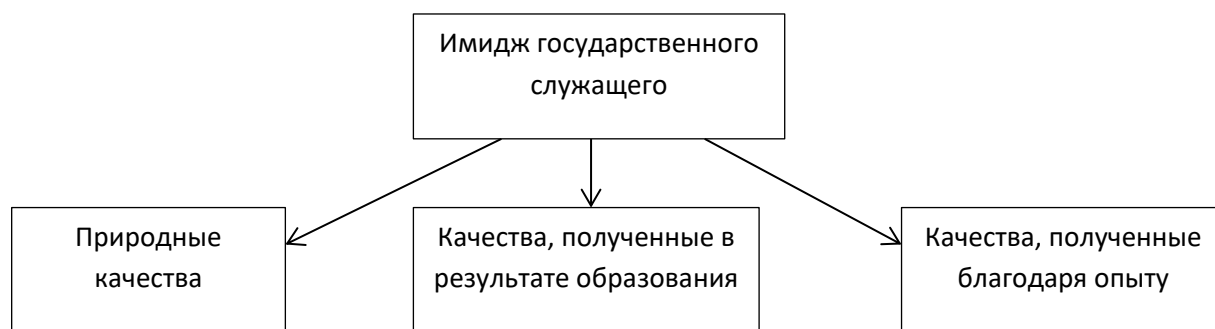 Имидж государственного
служащего
Природные
качества
Качества, полученные в
результате образования
Качества, полученные
благодаря опыту